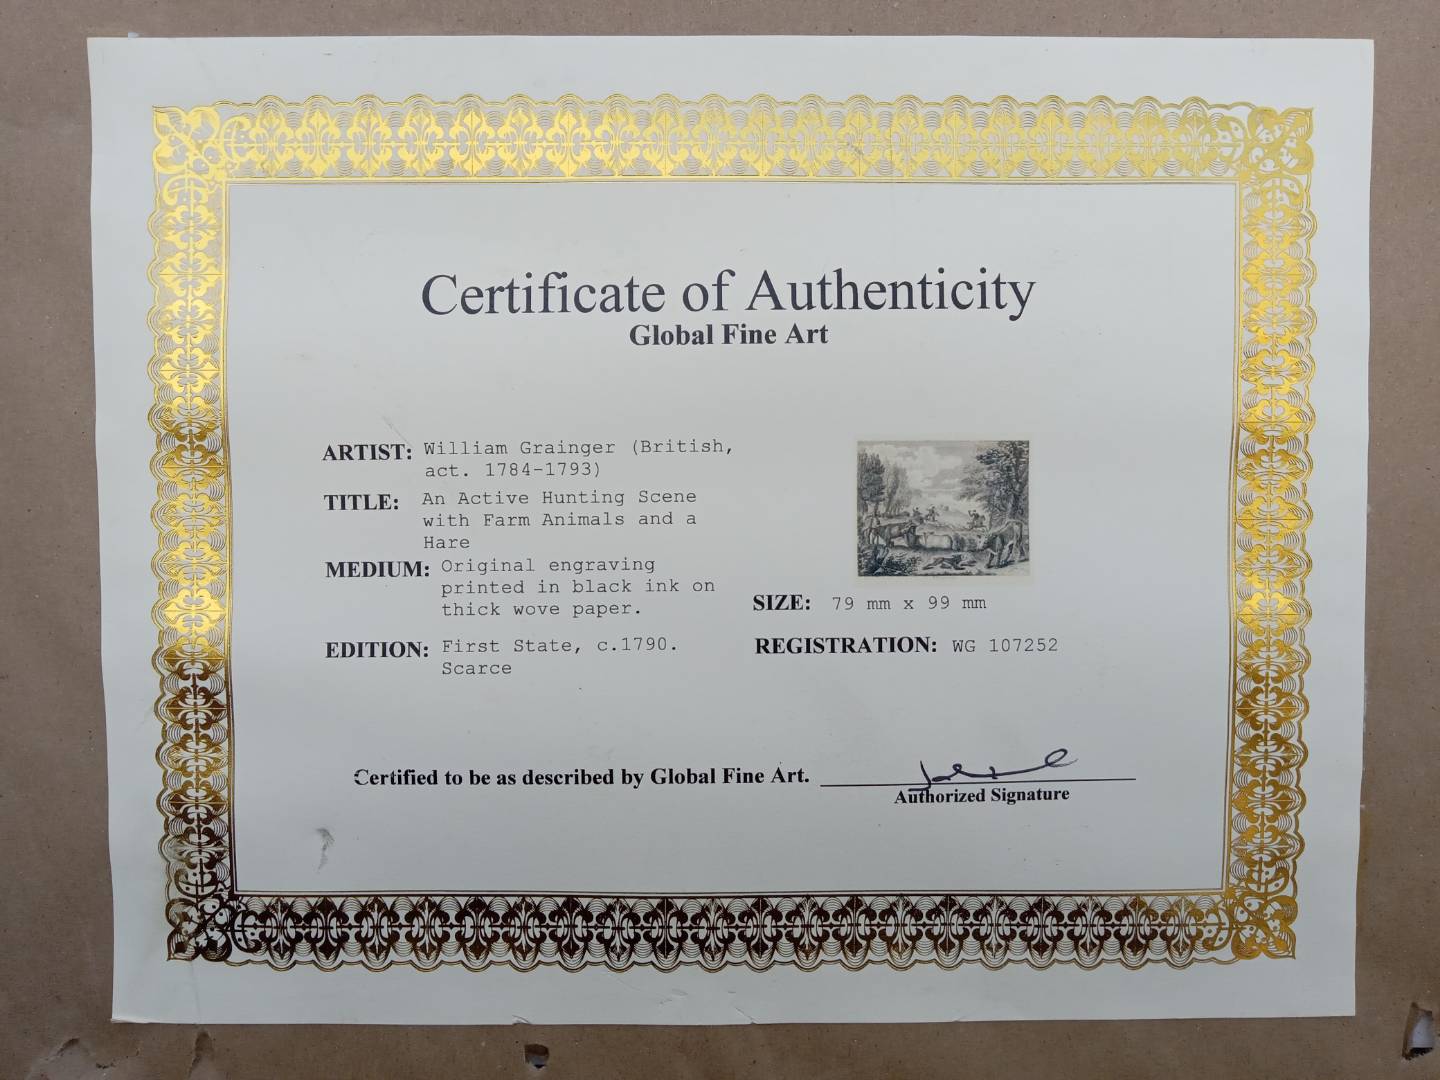 Certificate of Authenticity
Global Fine Art
ARTIST: William Grainger (British,
act. 1784-1793)
TITLE: An Active Hunting Scene
with Farm Animals and a
Hare
MEDIUM: Original engraving
printed in black ink on
thick wove paper.
EDITION: First State, c.1790.
Scarce
SIZE: 79 mm x 99 mm
REGISTRATION: WG 107252
Certified to be as described by Global Fine Art.
Authorized Signature